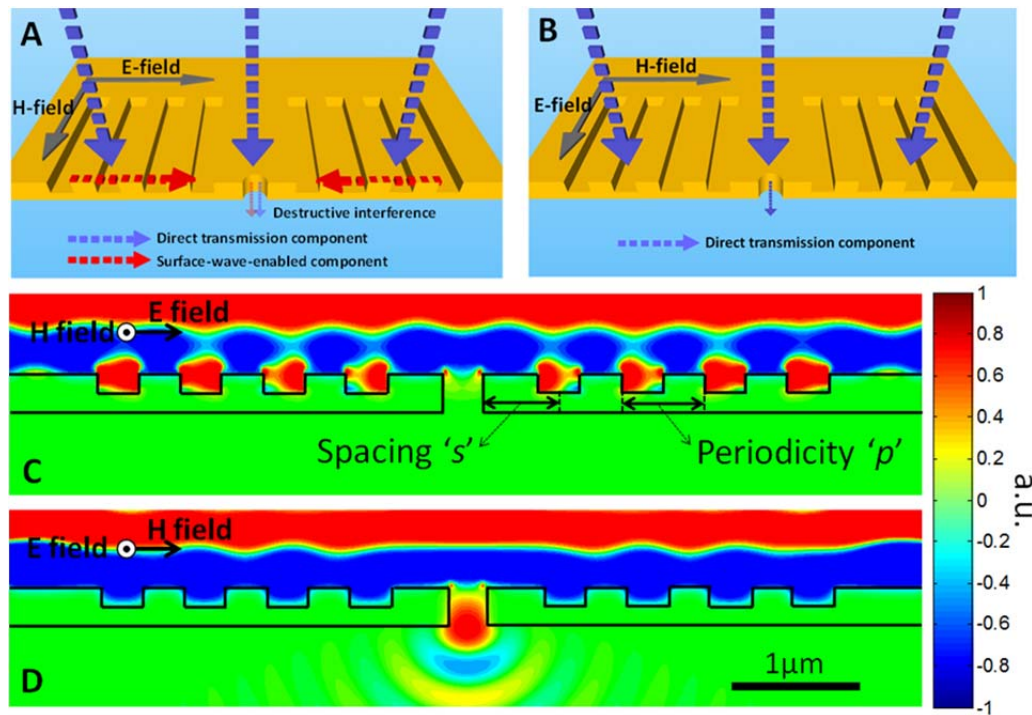 A
E-field
H-field
Destructive interference
Direct transmission component
Surface-wave-enabled component
B
H-field
E-field
Direct transmission component
H field
E field
Spacing ‘s’
Periodicity ‘p’
C
E field
H field
D
1μm
1
0.8
0.6
0.4
0.2
0
-0.2
-0.4
-0.6
-0.8
-1
a.u.